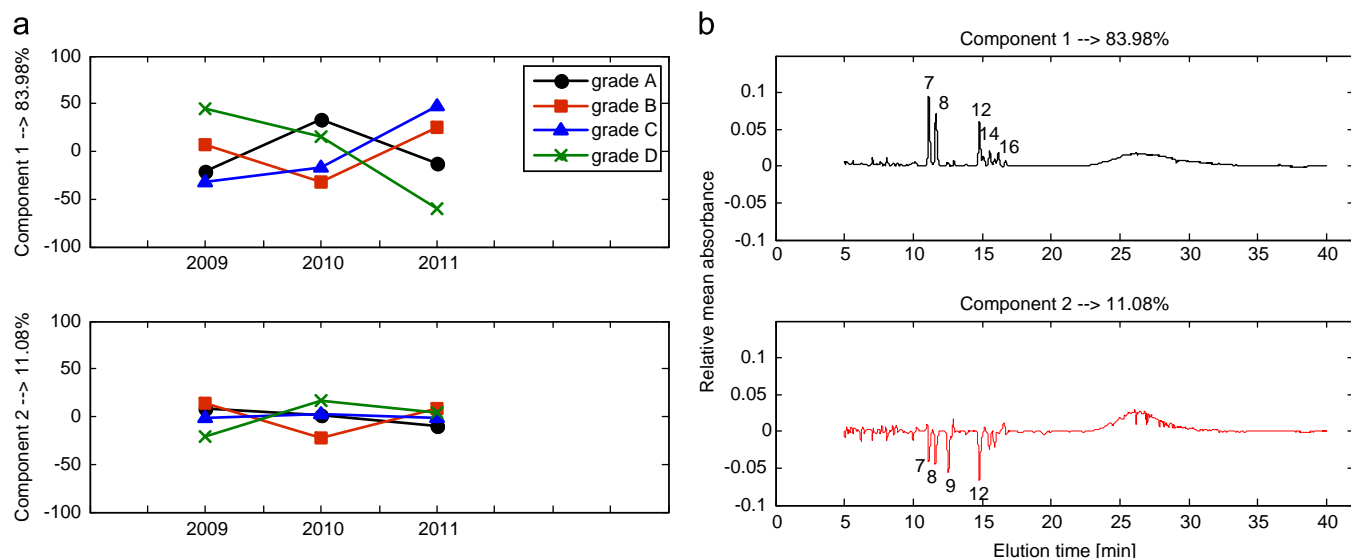 a
Component 1 --> 83.98%
100
50
0
-50
-100
2009 2010 2011
grade A
grade B
grade C
grade D
Component 2 --> 11.08%
100
50
0
-50
-100
2009 2010 2011
b
Relative mean absorbance
Component 1 --> 83.98%
0.1
0.05
0
-0.05
-0.1
7
8
12
14
16
0 5 10 15 20 25 30 35 40
Component 2 --> 11.08%
0.1
0.05
0
-0.05
-0.1
7
8
9
12
0 5 10 15 20 25 30 35 40
Elution time [min]